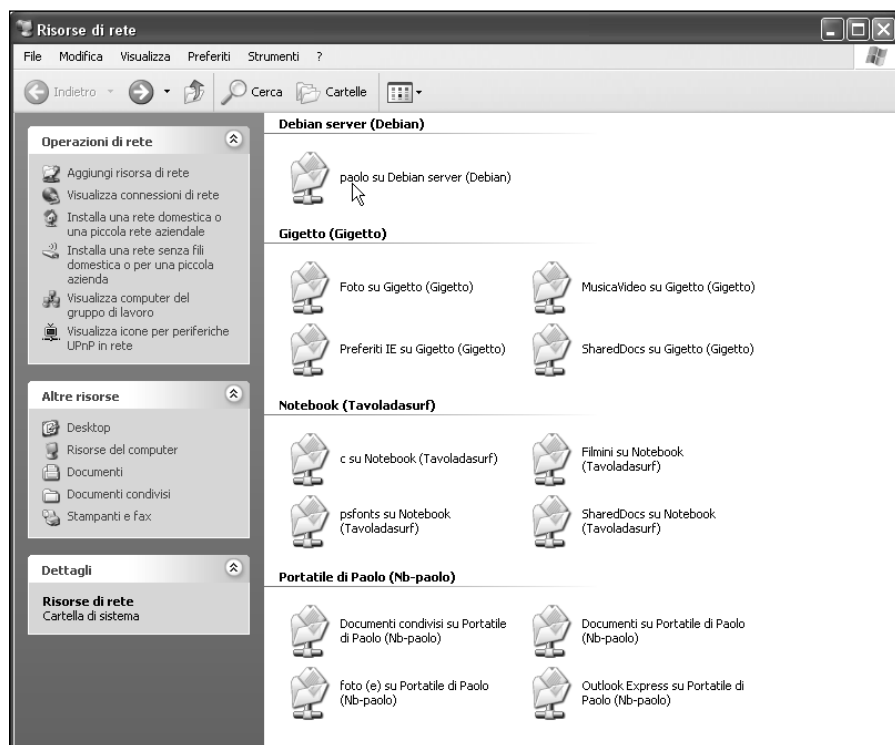 Risorse di rete
File Modifica Visualizza Preferiti Strumenti ?
Indietro Cerca Cartelle
Operazioni di rete
Aggiungi risorsa di rete
Visualizza connessioni di rete
Installa una rete domestica o
una piccola rete aziendale
Installa una rete senza fili
domestica o per una piccola
azienda
Visualizza computer del
gruppo di lavoro
Visualizza icone per periferiche
UPnP in rete
Altre risorse
Desktop
Risorse del computer
Documenti
Documenti condivisi
Stampanti e fax
Dettagli
Risorse di rete
Cartella di sistema
Debian server (Debian)
paolo su Debian server (Debian)
Gigetto (Gigetto)
Foto su Gigetto (Gigetto)
MusicaVideo su Gigetto (Gigetto)
Preferiti IE su Gigetto (Gigetto)
SharedDocs su Gigetto (Gigetto)
Notebook (Tavoladasurf)
c su Notebook (Tavoladasurf)
Filmini su Notebook
(Tavoladasurf)
psfonts su Notebook
(Tavoladasurf)
SharedDocs su Notebook
(Tavoladasurf)
Portatile di Paolo (Nb-paolo)
Documenti condivisi su Portatile
di Paolo (Nb-paolo)
Documenti su Portatile di Paolo
(Nb-paolo)
foto (e) su Portatile di Paolo
(Nb-paolo)
Outlook Express su Portatile di
Paolo (Nb-paolo)